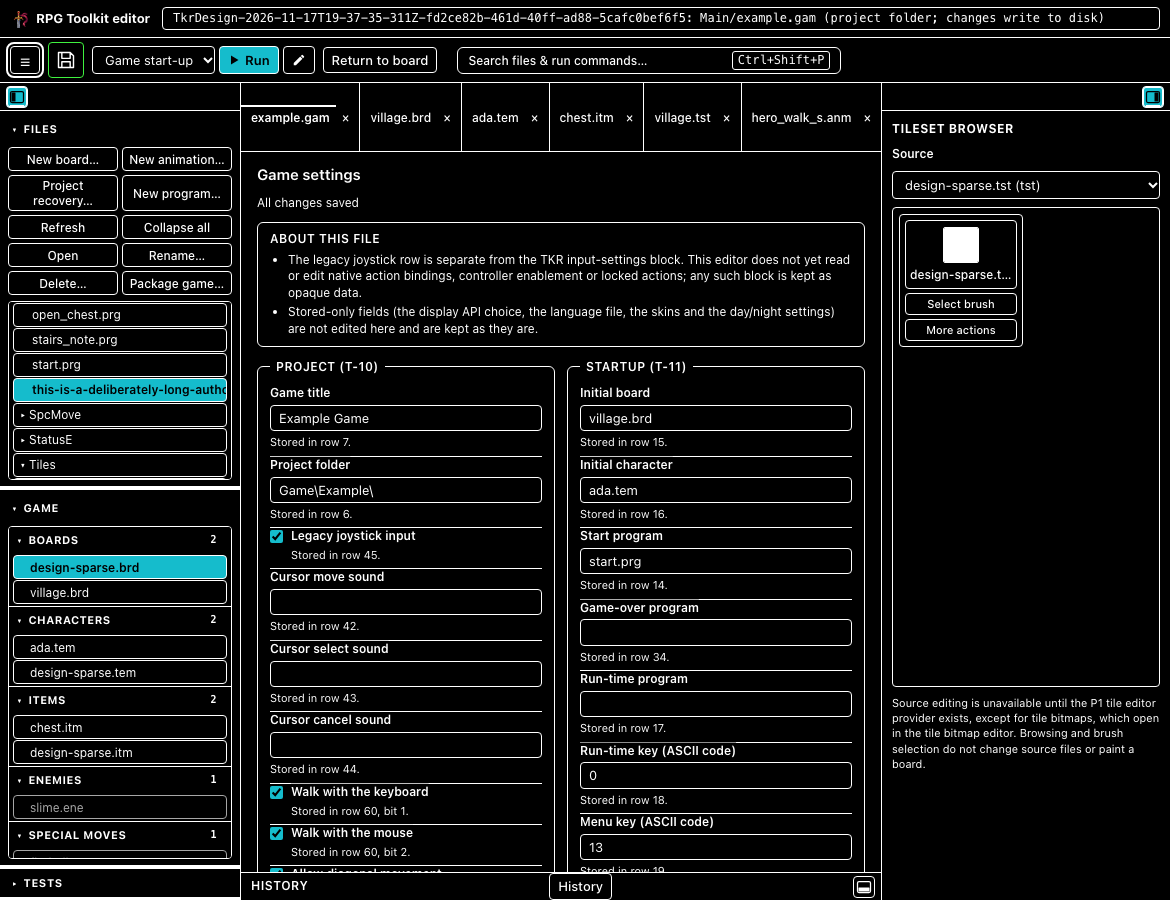 RPG Toolkit editor
TkrDesign-2026-11-17T19-37-35-311Z-fd2ce82b-461d-40ff-ad88-5cafc0bef6f5: Main/example.gam (project folder; changes write to disk)
Game start-up
Run
Return to board
Search files & run commands...
Ctrl+Shift+P
FILES
New board...
New animation...
Project recovery...
New program...
Refresh
Collapse all
Open
Rename...
Delete...
Package game...
open_chest.prg
stairs_note.prg
start.prg
this-is-a-deliberately-long-autho
SpcMove
StatusE
Tiles
GAME
BOARDS 2
design-sparse.brd
village.brd
CHARACTERS 2
ada.tem
design-sparse.tem
ITEMS 2
chest.itm
design-sparse.itm
ENEMIES 1
slime.ene
SPECIAL MOVES 1
TESTS
example.gam ×
village.brd ×
ada.tem ×
chest.itm ×
village.tst ×
hero_walk_s.anm ×
Game settings
All changes saved
ABOUT THIS FILE
• The legacy joystick row is separate from the TKR input-settings block. This editor does not yet read
or edit native action bindings, controller enablement or locked actions; any such block is kept as
opaque data.
• Stored-only fields (the display API choice, the language file, the skins and the day/night settings)
are not edited here and are kept as they are.
PROJECT (T-10)
Game title
Example Game
Stored in row 7.
Project folder
Game\Example\
Stored in row 6.
Legacy joystick input
Stored in row 45.
Cursor move sound
Stored in row 42.
Cursor select sound
Stored in row 43.
Cursor cancel sound
Stored in row 44.
Walk with the keyboard
Stored in row 60, bit 1.
Walk with the mouse
Stored in row 60, bit 2.
Allow diagonal movement
STARTUP (T-11)
Initial board
village.brd
Stored in row 15.
Initial character
ada.tem
Stored in row 16.
Start program
start.prg
Stored in row 14.
Game-over program
Stored in row 34.
Run-time program
Stored in row 17.
Run-time key (ASCII code)
0
Stored in row 18.
Menu key (ASCII code)
13
Stored in row 19.
HISTORY
History
TILESET BROWSER
Source
design-sparse.tst (tst)
design-sparse.t...
Select brush
More actions
Source editing is unavailable until the P1 tile editor
provider exists, except for tile bitmaps, which open
in the tile bitmap editor. Browsing and brush
selection do not change source files or paint a
board.